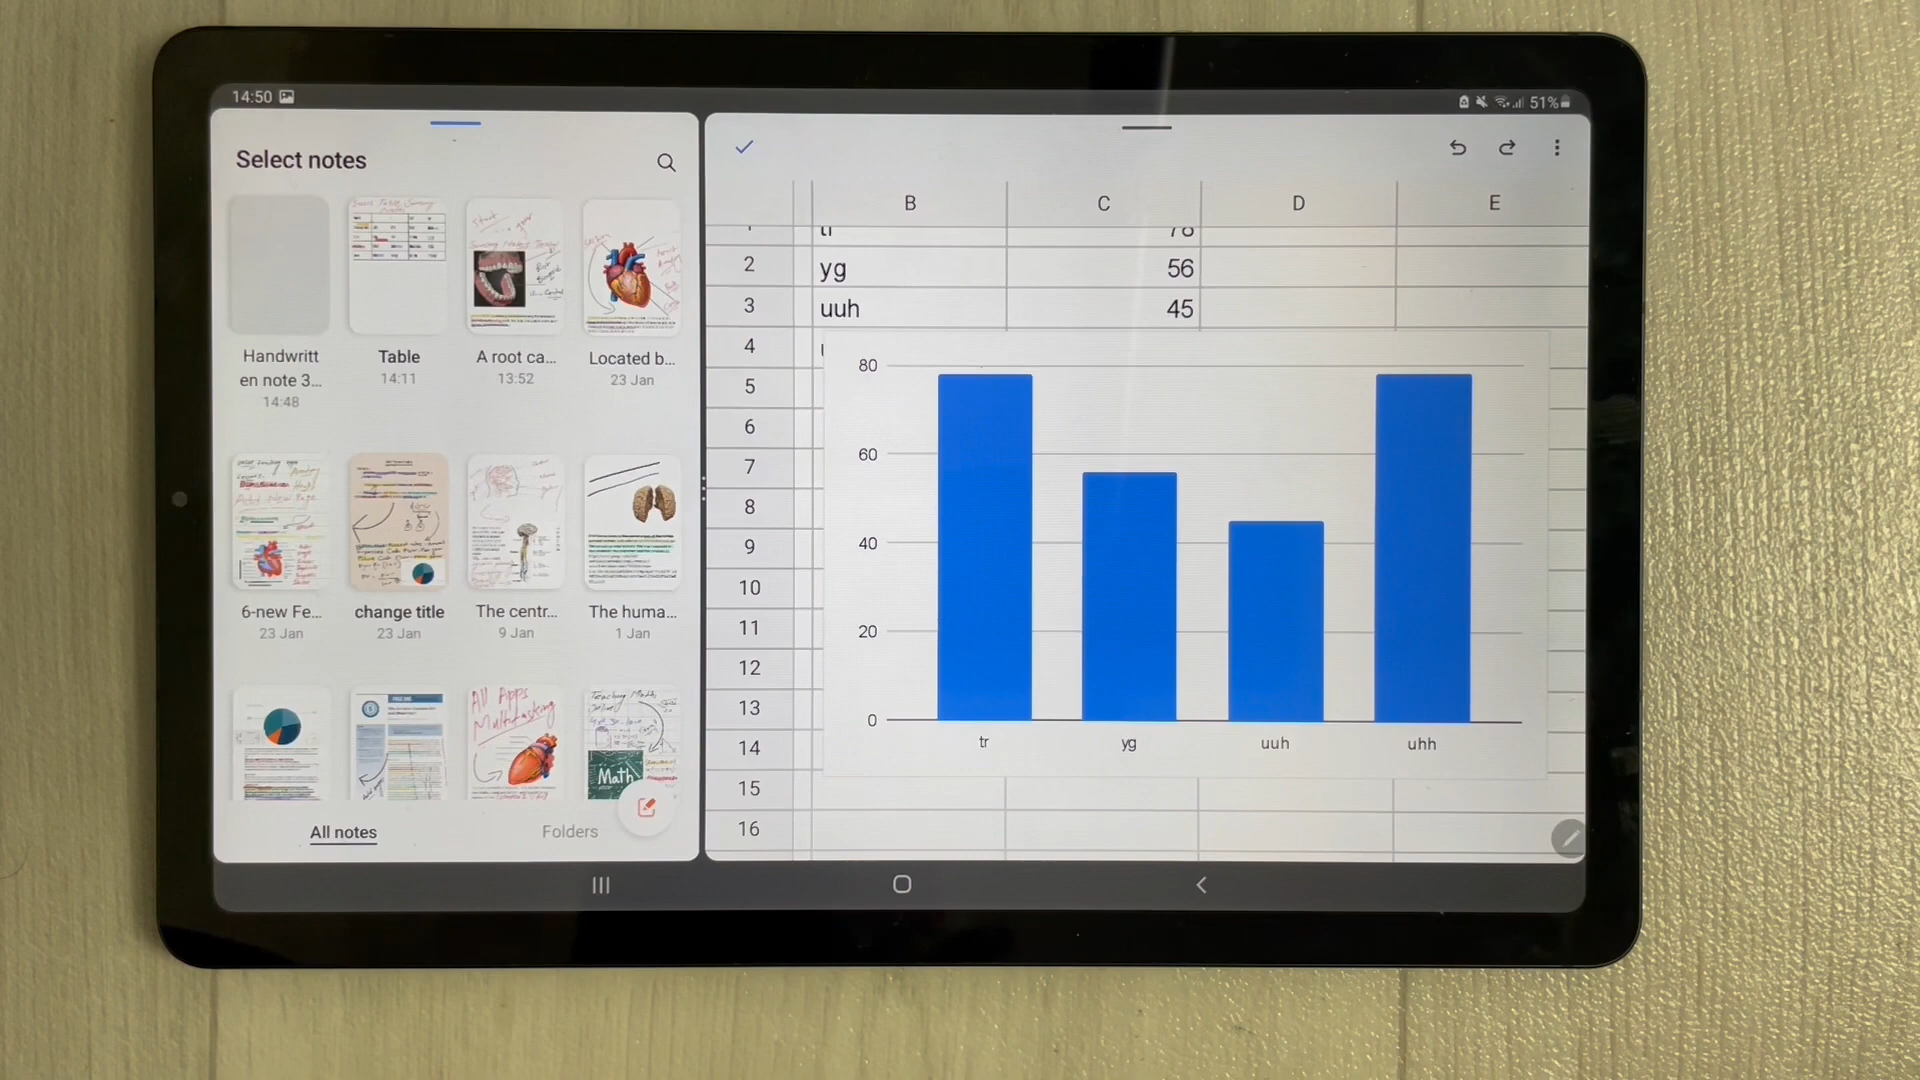 14:50
51%
Select notes
Handwritt
en note 3...
14:48
Table
14:11
A root ca...
13:52
Located b...
23 Jan
6-new Fe...
23 Jan
change title
23 Jan
The centr...
9 Jan
The huma...
1 Jan
All Apps
Multitasking
Teaching Maths
Math
All notes
Folders
B C D E
2 yg 56
3 uuh 45
4
5
6
7
8
9
10
11
12
13
14
15
16
80
60
40
20
0
tr yg uuh uhh